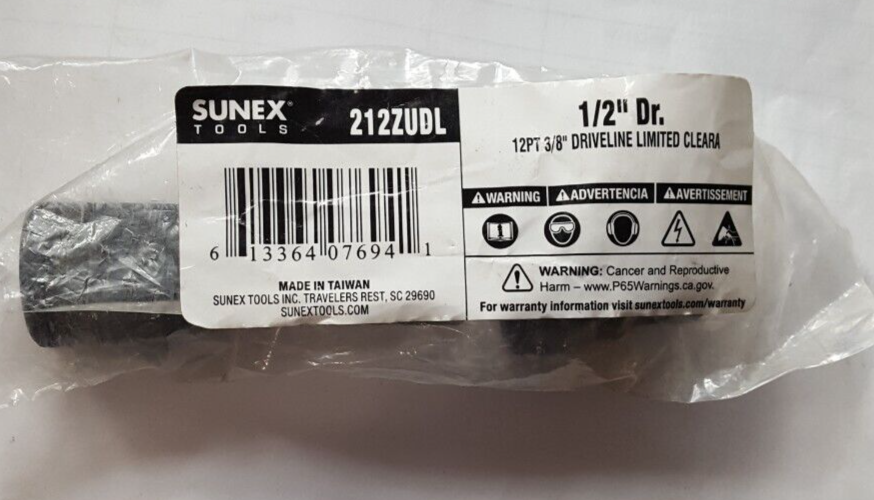 SUNEX®
TOOLS
212ZUDL
6 13364 07694 1
MADE IN TAIWAN
SUNEX TOOLS INC. TRAVELERS REST, SC 29690
SUNEXTOOLS.COM
1/2" Dr.
12PT 3/8" DRIVELINE LIMITED CLEARA
WARNING
ADVERTENCIA
AVERTISSEMENT
WARNING: Cancer and Reproductive
Harm – www.P65Warnings.ca.gov.
For warranty information visit sunextools.com/warranty